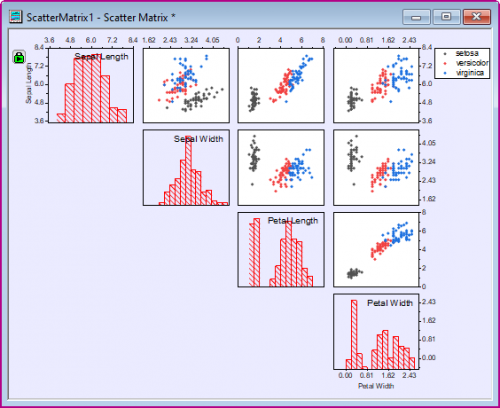 ScatterMatrix1 - Scatter Matrix *
3.6 4.8 6.0 7.2 8.4 1.62 2.43 3.24 4.05 0 2 4 6 8 0.00 0.81 1.62 2.43
8.4
7.2
6.0
4.8
3.6
Sepal Length
Sepal Length
8.4
7.2
6.0
4.8
3.6
setosa
versicolor
virginica
Sepal Width
4.05
3.24
2.43
1.62
Petal Length
8
6
4
2
0
Petal Width
2.43
1.62
0.81
0.00
0.00 0.81 1.62 2.43
Petal Width